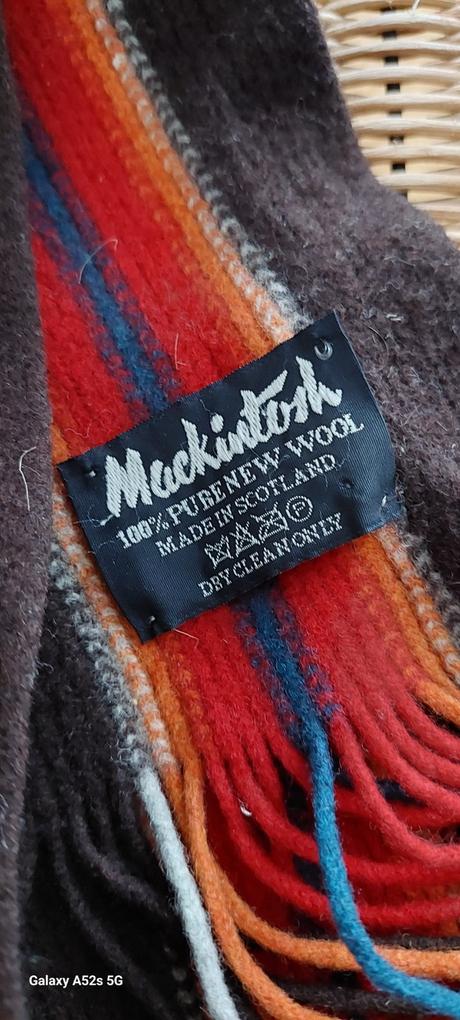 Mackintosh
100% PURE NEW WOOL
MADE IN SCOTLAND
P
DRY CLEAN ONLY
Galaxy A52s 5G